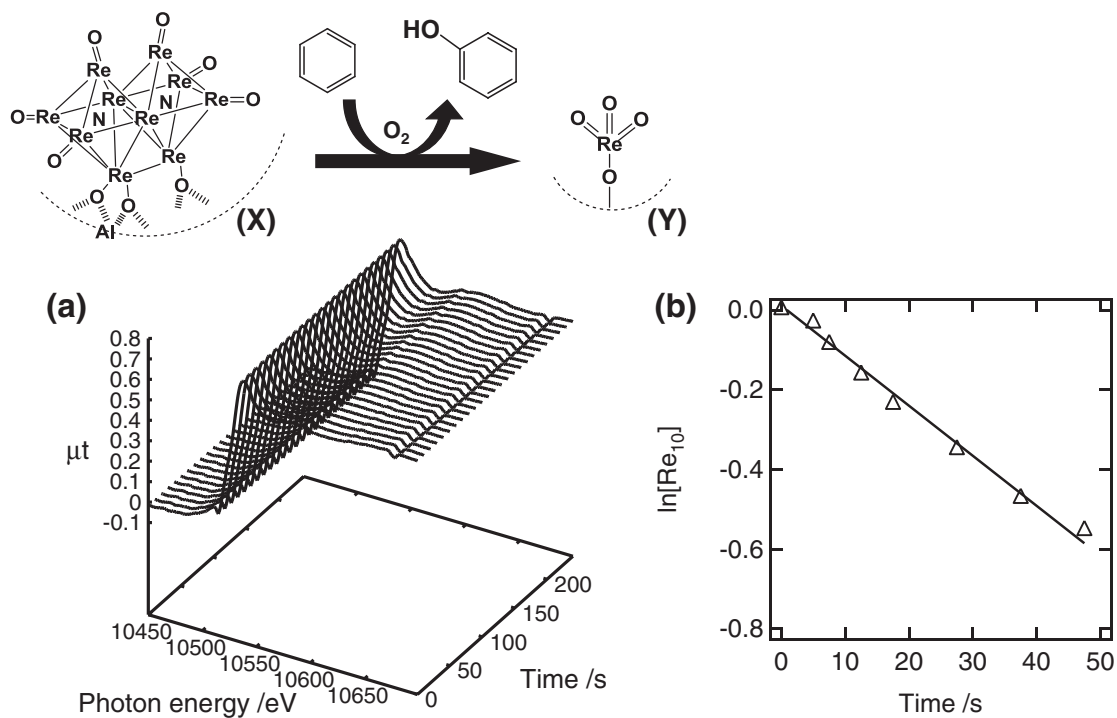 O
O
O
Re
Re
O
Re
Re
N
Re=O
O=Re
N
Re
Re
O
Re
Re
O
O
O
Al
(X)
HO
O₂
O
O
O
Re
O
(Y)
(a)
0.8
0.7
0.6
0.5
0.4
0.3
0.2
0.1
0
-0.1
μt
10450
10500
10550
10600
10650
Photon energy /eV
0
50
100
150
200
Time /s
(b)
0.0
-0.2
-0.4
-0.6
-0.8
ln[Re₁₀]
0 10 20 30 40 50
Time /s